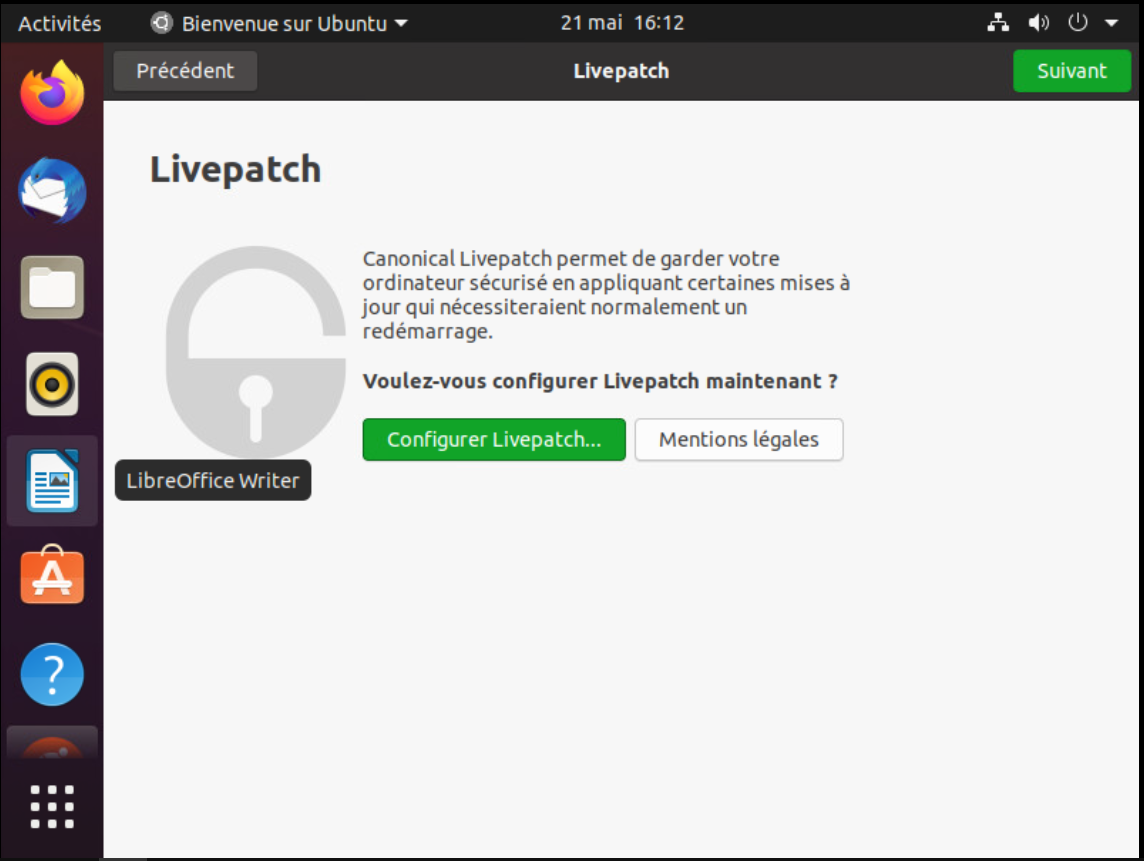 Activités
Bienvenue sur Ubuntu
21 mai 16:12
Précédent
Livepatch
Suivant
Livepatch
Canonical Livepatch permet de garder votre
ordinateur sécurisé en appliquant certaines mises à
jour qui nécessiteraient normalement un
redémarrage.
Voulez-vous configurer Livepatch maintenant ?
Configurer Livepatch...
Mentions légales
LibreOffice Writer